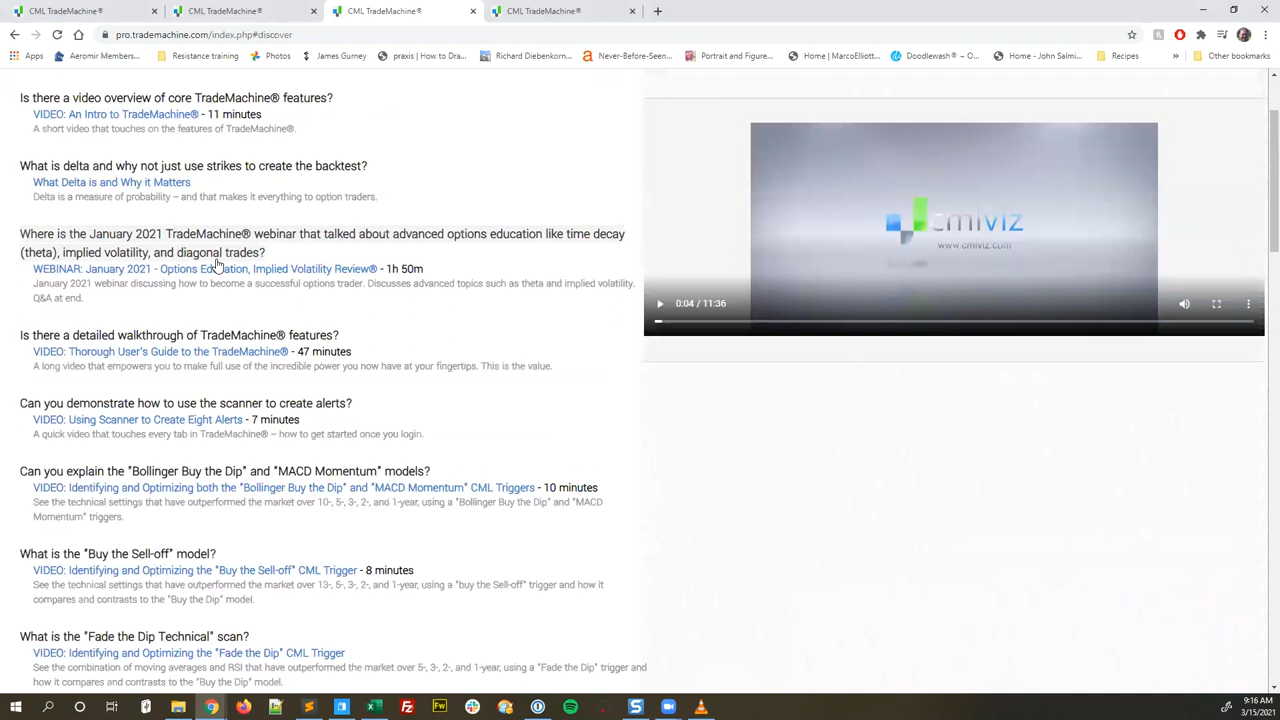 CML TradeMachine®
CML TradeMachine®
CML TradeMachine®
CML TradeMachine®
pro.trademachine.com/index.php#discover
Apps
Aeromir Members...
Resistance training
Photos
James Gurney
praxis | How to Dra...
Richard Diebenkorn...
Never-Before-Seen...
Portrait and Figure...
Home | MarcoElliott...
Doodlewash® ~ O...
Home - John Salmi...
Recipes
»
Other bookmarks
Is there a video overview of core TradeMachine® features?
VIDEO: An Intro to TradeMachine® - 11 minutes
A short video that touches on the features of TradeMachine®.
What is delta and why not just use strikes to create the backtest?
What Delta is and Why it Matters
Delta is a measure of probability – and that makes it everything to option traders.
Where is the January 2021 TradeMachine® webinar that talked about advanced options education like time decay
(theta), implied volatility, and diagonal trades?
WEBINAR: January 2021 - Options Education, Implied Volatility Review® - 1h 50m
January 2021 webinar discussing how to become a successful options trader. Discusses advanced topics such as theta and implied volatility.
Q&A at end.
Is there a detailed walkthrough of TradeMachine® features?
VIDEO: Thorough User's Guide to the TradeMachine® - 47 minutes
A long video that empowers you to make full use of the incredible power you now have at your fingertips. This is the value.
Can you demonstrate how to use the scanner to create alerts?
VIDEO: Using Scanner to Create Eight Alerts - 7 minutes
A quick video that touches every tab in TradeMachine® – how to get started once you login.
Can you explain the "Bollinger Buy the Dip" and "MACD Momentum" models?
VIDEO: Identifying and Optimizing both the "Bollinger Buy the Dip" and "MACD Momentum" CML Triggers - 10 minutes
See the technical settings that have outperformed the market over 10-, 5-, 3-, 2-, and 1-year, using a "Bollinger Buy the Dip" and "MACD
Momentum" triggers.
What is the "Buy the Sell-off" model?
VIDEO: Identifying and Optimizing the "Buy the Sell-off" CML Trigger - 8 minutes
See the technical settings that have outperformed the market over 13-, 5-, 3-, 2-, and 1-year, using a "buy the Sell-off" trigger and how it
compares and contrasts to the "Buy the Dip" model.
What is the "Fade the Dip Technical" scan?
VIDEO: Identifying and Optimizing the "Fade the Dip" CML Trigger
See the combination of moving averages and RSI that have outperformed the market over 5-, 3-, 2-, and 1-year, using a "Fade the Dip" trigger and
how it compares and contrasts to the "Buy the Dip" model.
cmlviz
www.cmlviz.com
0:04 / 11:36
9:16 AM
3/15/2021